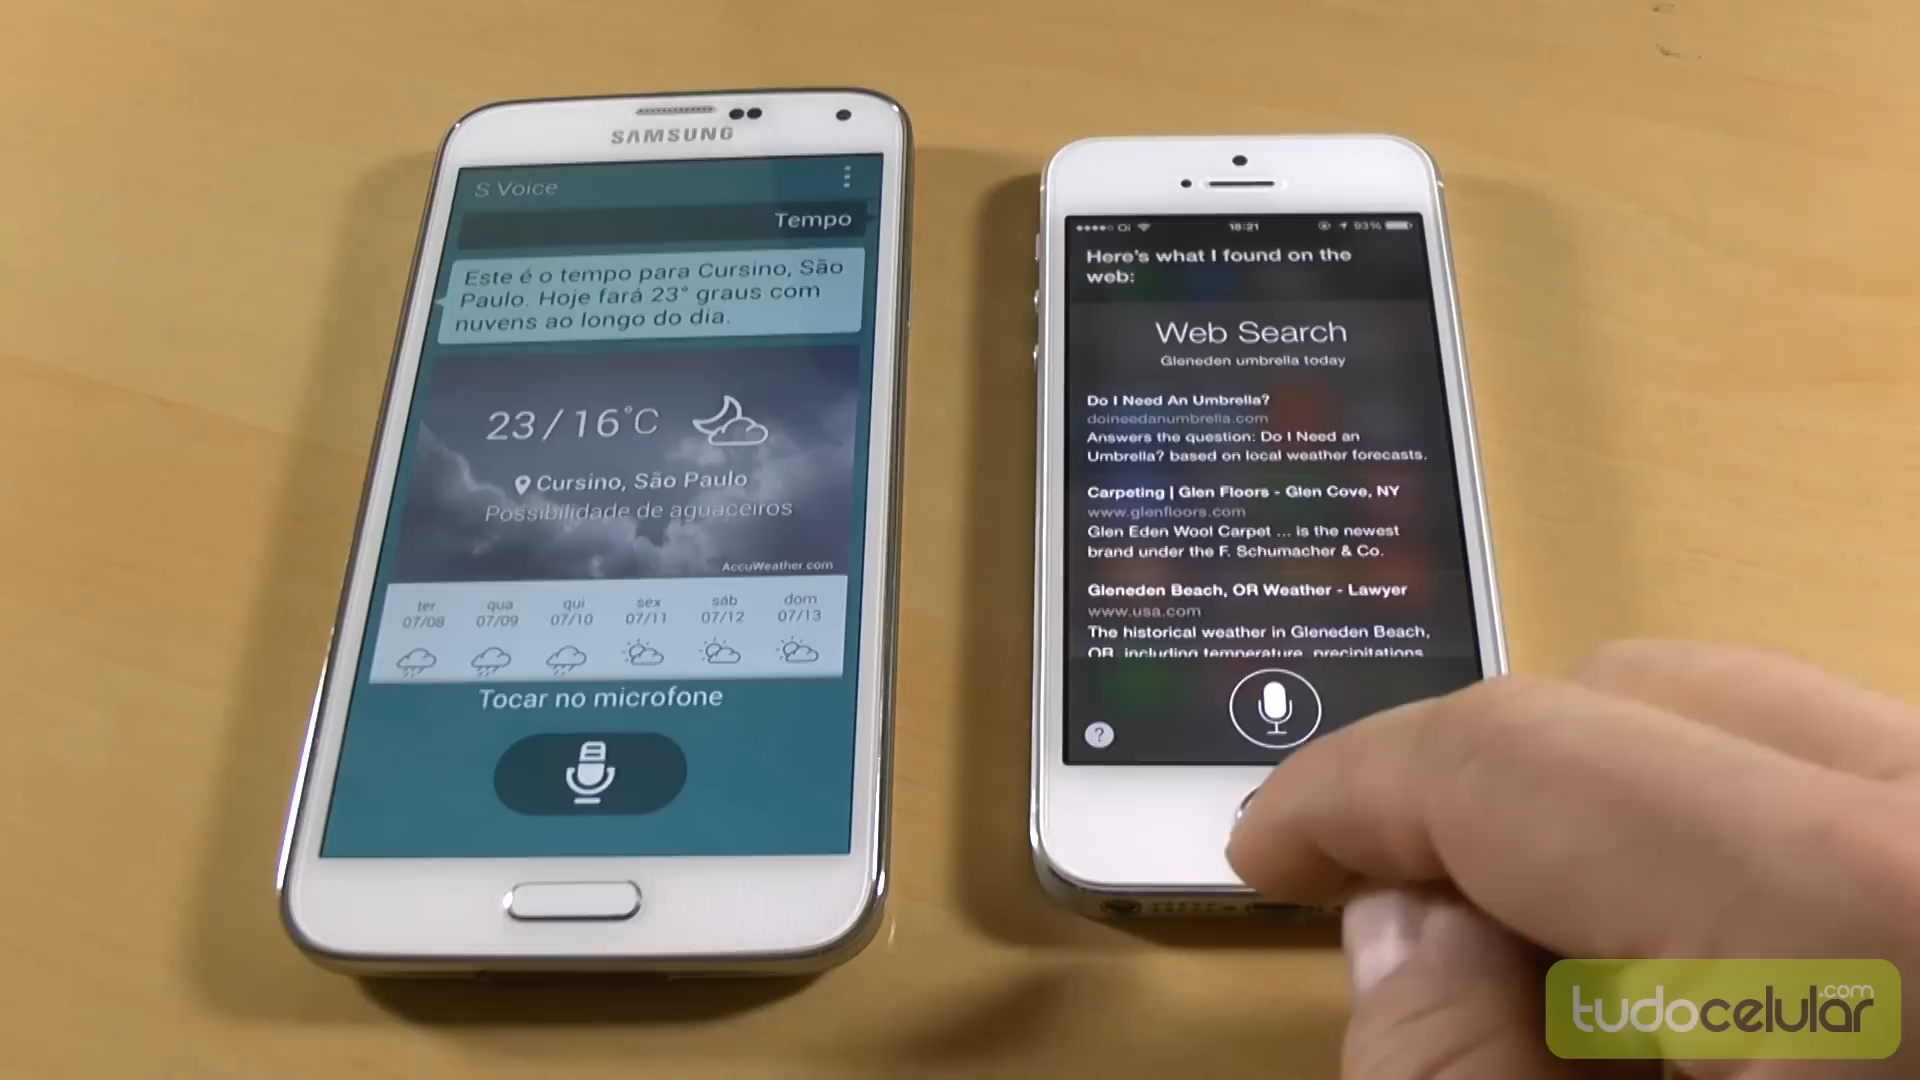 SAMSUNG
S Voice
Tempo
Este é o tempo para Cursino, São
Paulo. Hoje fará 23° graus com
nuvens ao longo do dia.
23/16°C
Cursino, São Paulo
Possibilidade de aguaceiros
AccuWeather.com
ter qua qui sex sáb dom
07/08 07/09 07/10 07/11 07/12 07/13
Tocar no microfone
Oi 18:21 93%
Here's what I found on the
web:
Web Search
Gleneden umbrella today
Do I Need An Umbrella?
doineedanumbrella.com
Answers the question: Do I Need an
Umbrella? based on local weather forecasts.
Carpeting | Glen Floors - Glen Cove, NY
www.glenfloors.com
Glen Eden Wool Carpet ... is the newest
brand under the F. Schumacher & Co.
Gleneden Beach, OR Weather - Lawyer
www.usa.com
The historical weather in Gleneden Beach,
OR, including temperature, precipitations,
?
tudocelular.com